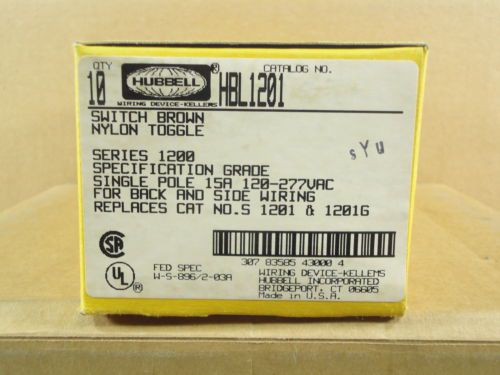 QTY
10
HUBBELL ®
WIRING DEVICE-KELLEMS
CATALOG NO.
HBL1201
SWITCH BROWN
NYLON TOGGLE
sYU
SERIES 1200
SPECIFICATION GRADE
SINGLE POLE 15A 120-277VAC
FOR BACK AND SIDE WIRING
REPLACES CAT NO.S 1201 & 1201G
307 83585 43000 4
SA
UL ®
FED SPEC
W-S-896/2-03A
WIRING DEVICE-KELLEMS
HUBBELL INCORPORATED
BRIDGEPORT, CT 06605
Made in U.S.A.